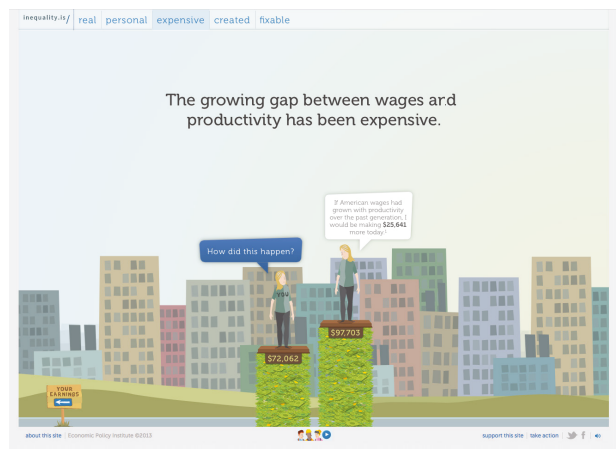 inequality.is/ real personal expensive created fixable
The growing gap between wages and
productivity has been expensive.
If American wages had
grown with productivity
over the past generation, I
would be making $25,641
more today.¹
How did this happen?
YOU
$97,703
$72,062
YOUR
EARNINGS
about this site | Economic Policy Institute ©2013
support this site | take action